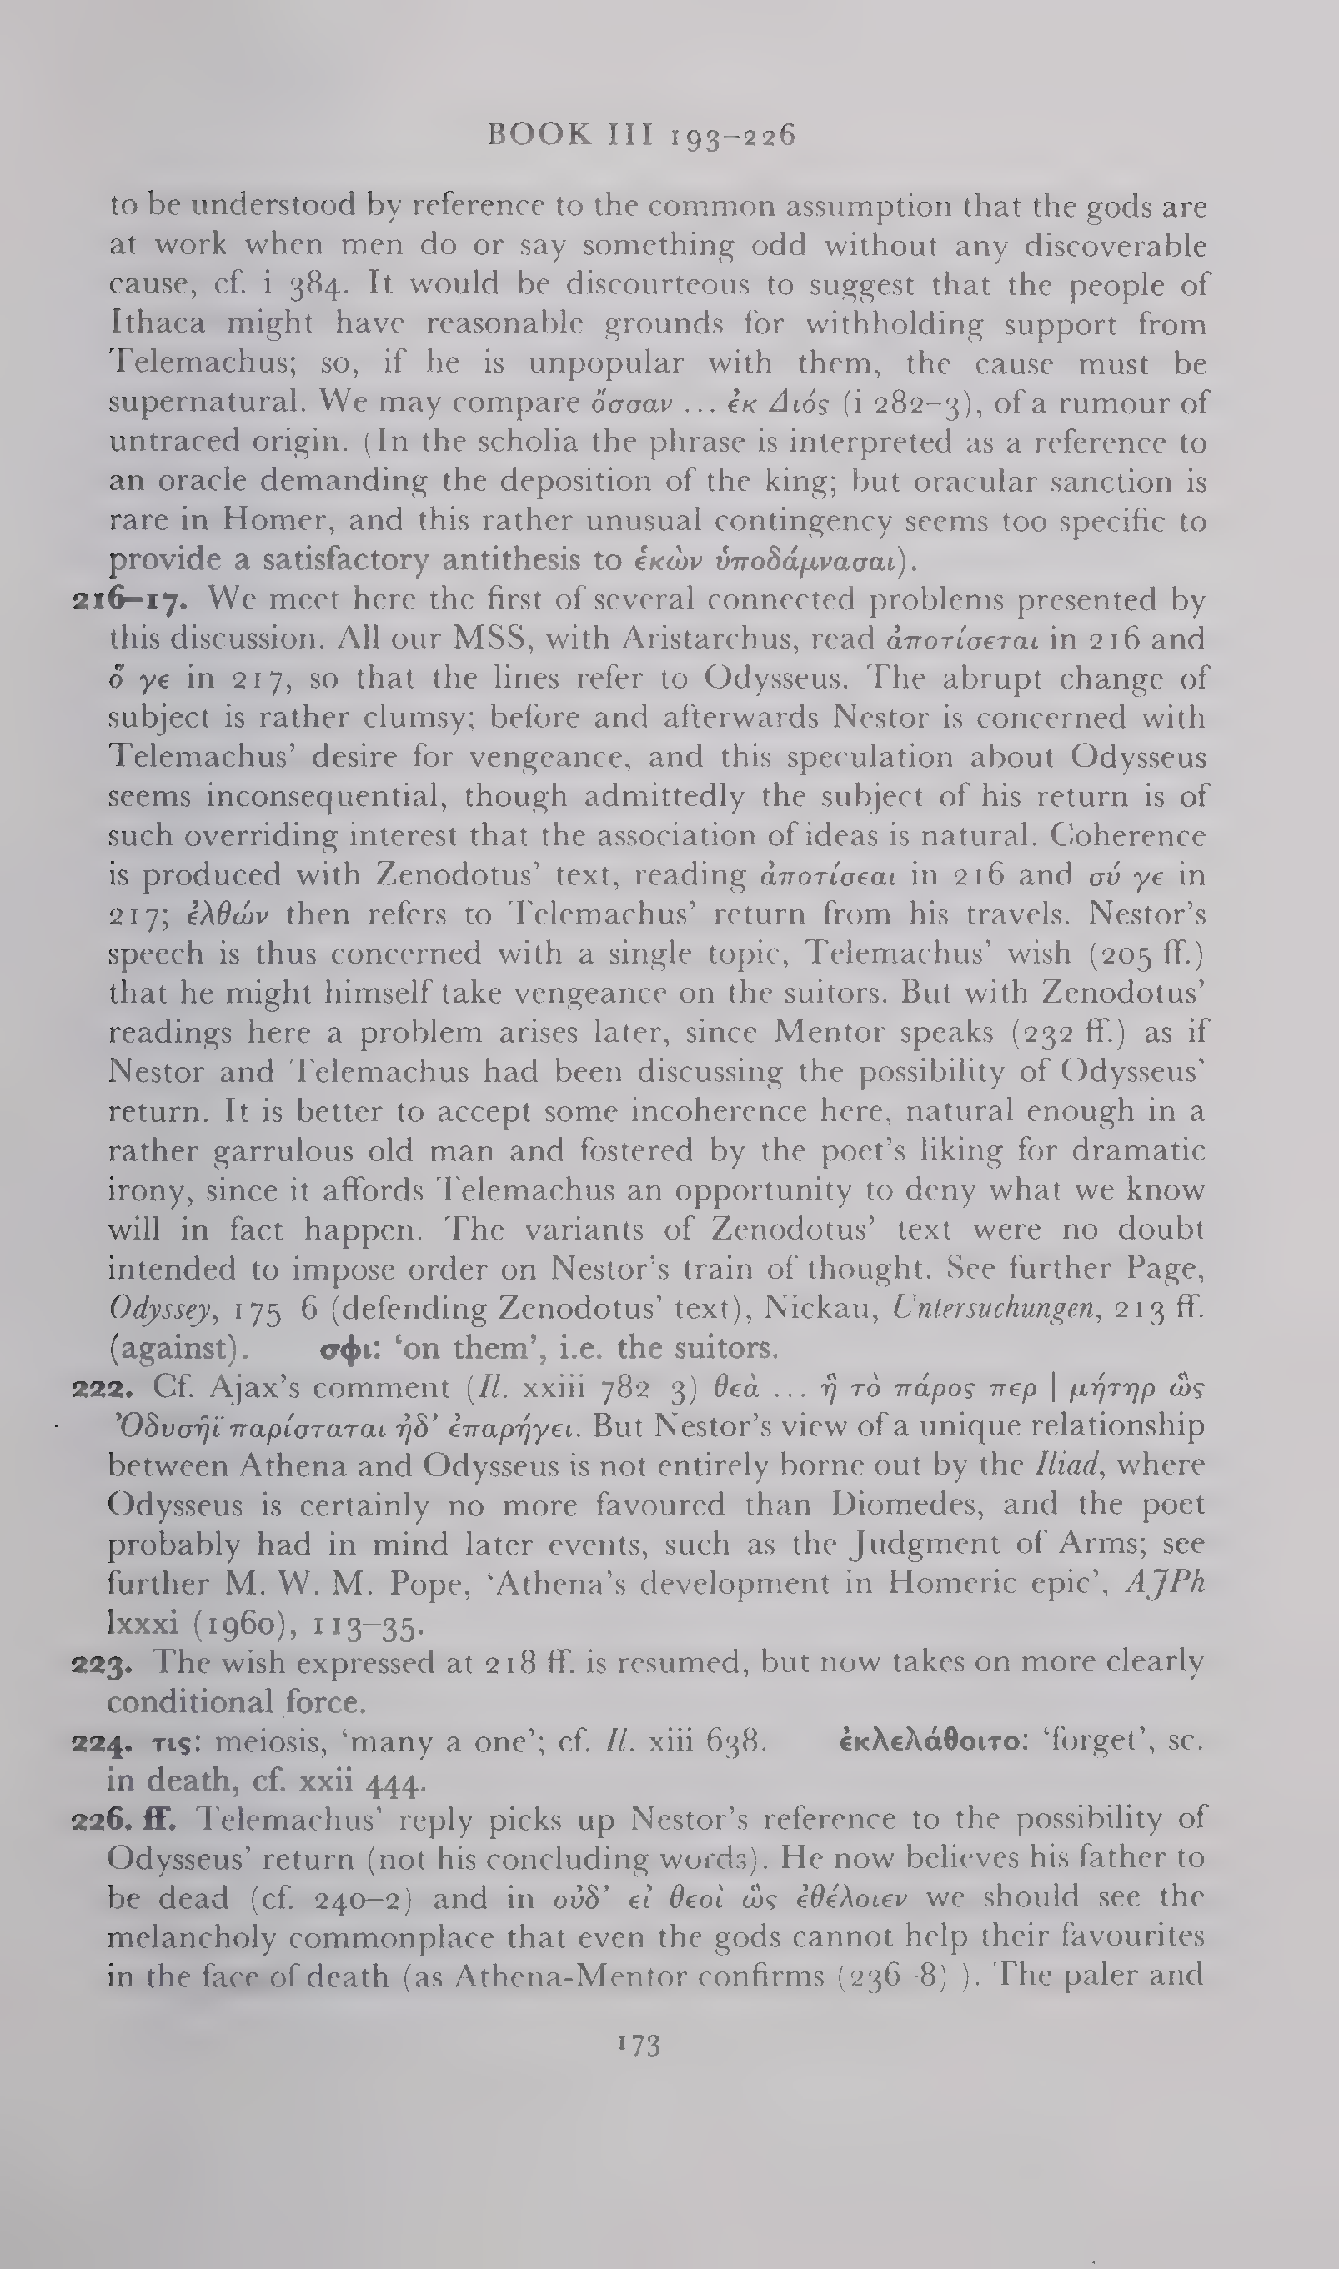 BOOK III 193–226
to be understood by reference to the common assumption that the gods are
at work when men do or say something odd without any discoverable
cause, cf. i 384. It would be discourteous to suggest that the people of
Ithaca might have reasonable grounds for withholding support from
Telemachus; so, if he is unpopular with them, the cause must be
supernatural. We may compare ὄσσαν ... ἐκ Διός (i 282–3), of a rumour of
untraced origin. (In the scholia the phrase is interpreted as a reference to
an oracle demanding the deposition of the king; but oracular sanction is
rare in Homer, and this rather unusual contingency seems too specific to
provide a satisfactory antithesis to ἑκὼν ὑποδάμνασαι).
216–17. We meet here the first of several connected problems presented by
this discussion. All our MSS, with Aristarchus, read ἀποτίσεται in 216 and
ὅ γε in 217, so that the lines refer to Odysseus. The abrupt change of
subject is rather clumsy; before and afterwards Nestor is concerned with
Telemachus’ desire for vengeance, and this speculation about Odysseus
seems inconsequential, though admittedly the subject of his return is of
such overriding interest that the association of ideas is natural. Coherence
is produced with Zenodotus’ text, reading ἀποτίσεαι in 216 and σύ γε in
217; ἐλθών then refers to Telemachus’ return from his travels. Nestor’s
speech is thus concerned with a single topic, Telemachus’ wish (205 ff.)
that he might himself take vengeance on the suitors. But with Zenodotus’
readings here a problem arises later, since Mentor speaks (232 ff.) as if
Nestor and Telemachus had been discussing the possibility of Odysseus’
return. It is better to accept some incoherence here, natural enough in a
rather garrulous old man and fostered by the poet’s liking for dramatic
irony, since it affords Telemachus an opportunity to deny what we know
will in fact happen. The variants of Zenodotus’ text were no doubt
intended to impose order on Nestor’s train of thought. See further Page,
Odyssey, 175–6 (defending Zenodotus’ text), Nickau, Untersuchungen, 213 ff.
(against). σφι: ‘on them’, i.e. the suitors.
222. Cf. Ajax’s comment (Il. xxiii 782–3) θεὰ ... ἣ τὸ πάρος περ | μήτηρ ὣς
Ὀδυσῆϊ παρίσταται ἠδ’ ἐπαρήγει. But Nestor’s view of a unique relationship
between Athena and Odysseus is not entirely borne out by the Iliad, where
Odysseus is certainly no more favoured than Diomedes, and the poet
probably had in mind later events, such as the Judgment of Arms; see
further M. W. M. Pope, ‘Athena’s development in Homeric epic’, AJPh
lxxxi (1960), 113–35.
223. The wish expressed at 218 ff. is resumed, but now takes on more clearly
conditional force.
224. τις: meiosis, ‘many a one’; cf. Il. xiii 638. ἐκλελάθοιτο: ‘forget’, sc.
in death, cf. xxii 444.
226. ff. Telemachus’ reply picks up Nestor’s reference to the possibility of
Odysseus’ return (not his concluding words). He now believes his father to
be dead (cf. 240–2) and in οὐδ’ εἰ θεοὶ ὣς ἐθέλοιεν we should see the
melancholy commonplace that even the gods cannot help their favourites
in the face of death (as Athena-Mentor confirms (236–8) ). The paler and
173